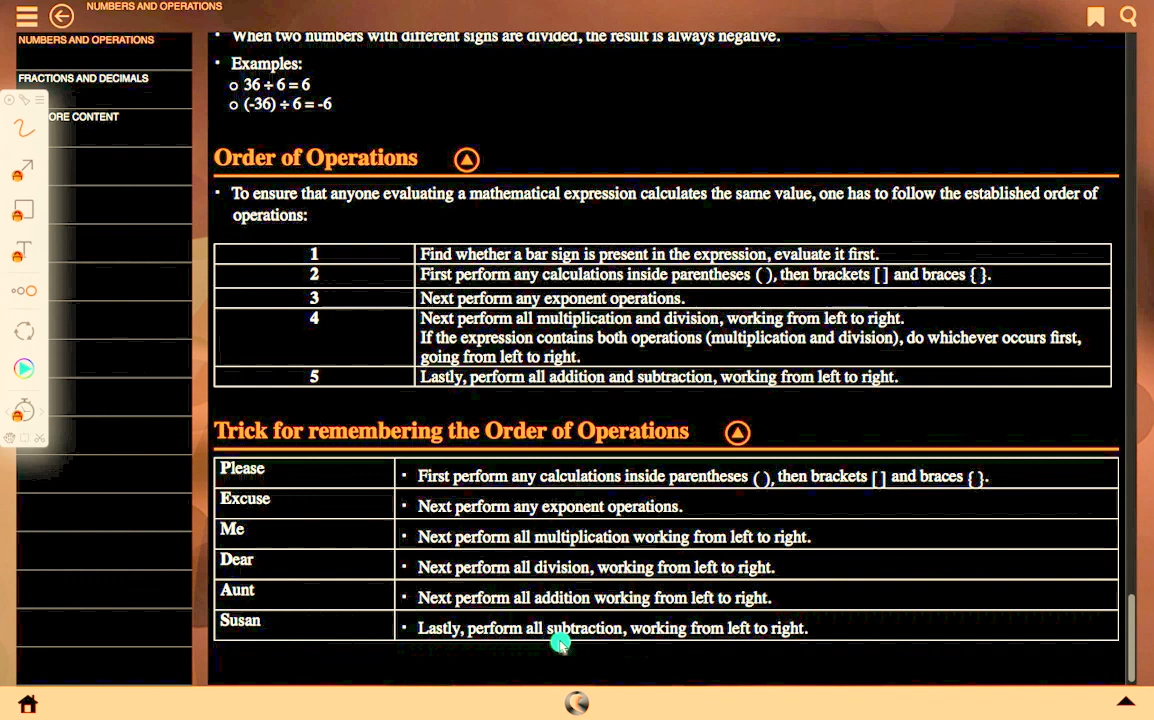 NUMBERS AND OPERATIONS
NUMBERS AND OPERATIONS
FRACTIONS AND DECIMALS
ORE CONTENT
T
· When two numbers with different signs are divided, the result is always negative.
· Examples:
o 36 ÷ 6 = 6
o (-36) ÷ 6 = -6
Order of Operations
· To ensure that anyone evaluating a mathematical expression calculates the same value, one has to follow the established order of
operations:
1 Find whether a bar sign is present in the expression, evaluate it first.
2 First perform any calculations inside parentheses ( ), then brackets [ ] and braces { }.
3 Next perform any exponent operations.
4 Next perform all multiplication and division, working from left to right.
If the expression contains both operations (multiplication and division), do whichever occurs first,
going from left to right.
5 Lastly, perform all addition and subtraction, working from left to right.
Trick for remembering the Order of Operations
Please · First perform any calculations inside parentheses ( ), then brackets [ ] and braces { }.
Excuse · Next perform any exponent operations.
Me · Next perform all multiplication working from left to right.
Dear · Next perform all division, working from left to right.
Aunt · Next perform all addition working from left to right.
Susan · Lastly, perform all subtraction, working from left to right.